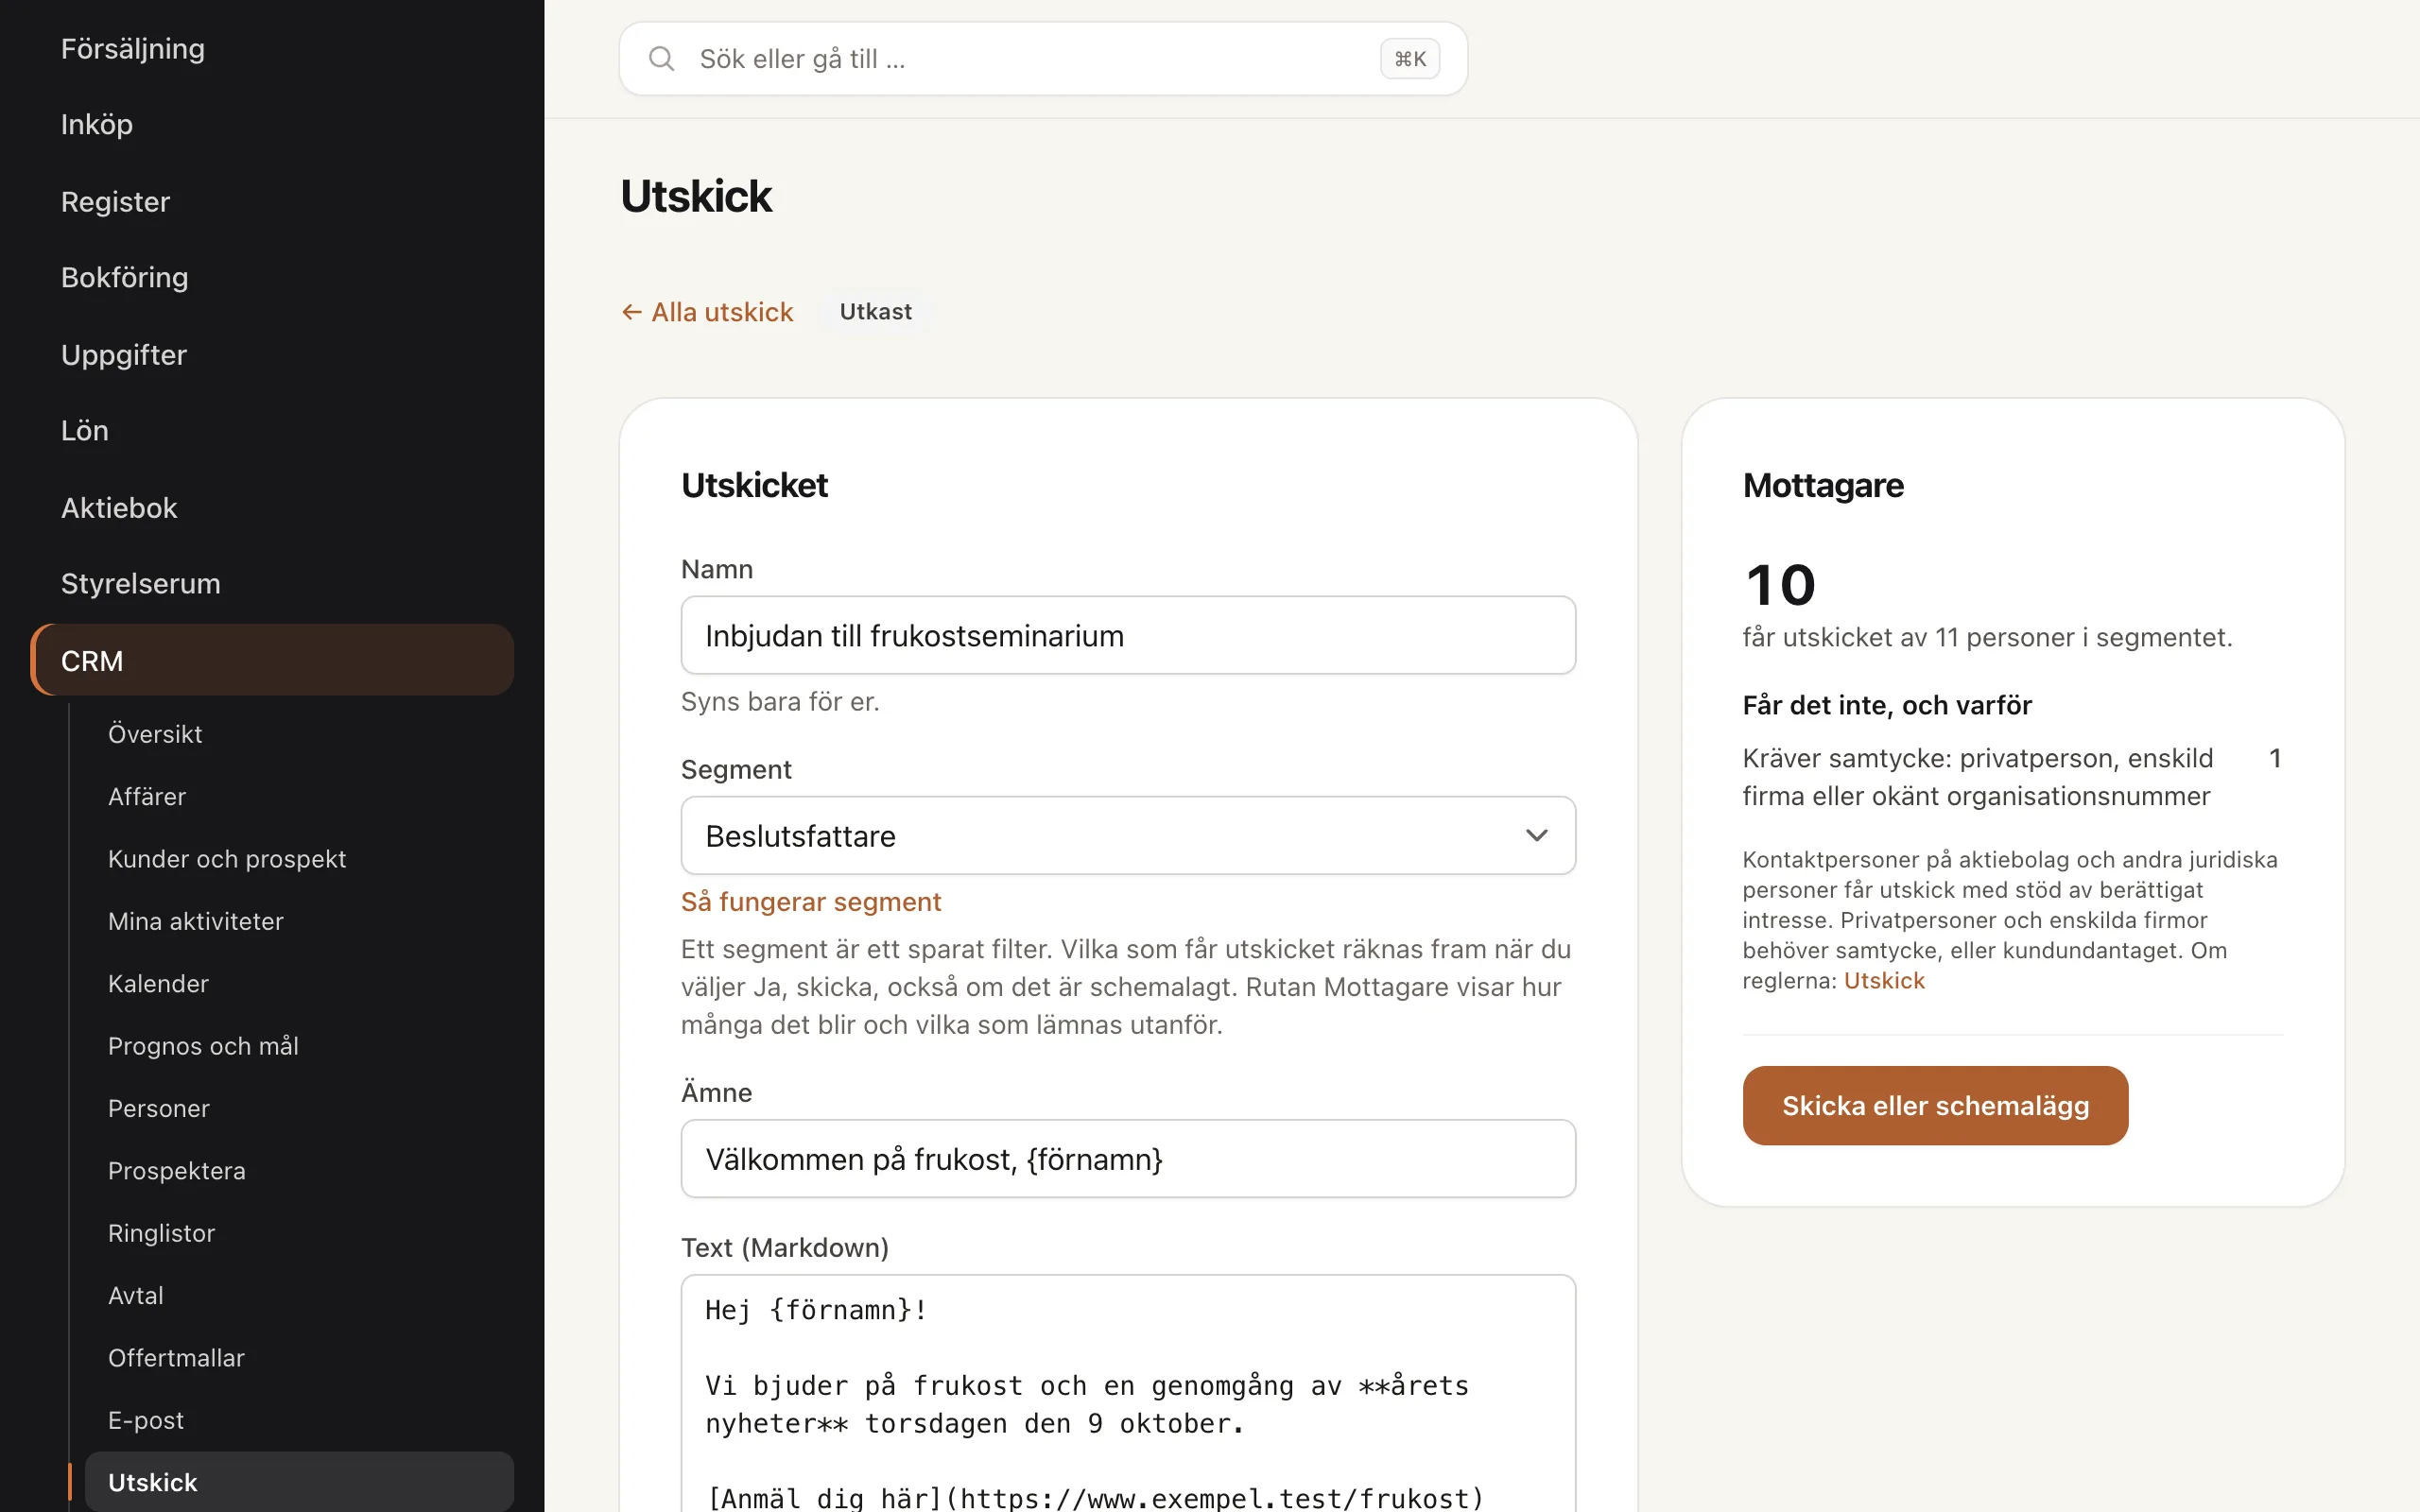 Försäljning
Inköp
Register
Bokföring
Uppgifter
Lön
Aktiebok
Styrelserum
CRM
Översikt
Affärer
Kunder och prospekt
Mina aktiviteter
Kalender
Prognos och mål
Personer
Prospektera
Ringlistor
Avtal
Offertmallar
E-post
Utskick
Sök eller gå till ...
⌘K
Utskick
← Alla utskick
Utkast
Utskicket
Namn
Inbjudan till frukostseminarium
Syns bara för er.
Segment
Beslutsfattare
Så fungerar segment
Ett segment är ett sparat filter. Vilka som får utskicket räknas fram när du
väljer Ja, skicka, också om det är schemalagt. Rutan Mottagare visar hur
många det blir och vilka som lämnas utanför.
Ämne
Välkommen på frukost, {förnamn}
Text (Markdown)
Hej {förnamn}!
Vi bjuder på frukost och en genomgång av **årets
nyheter** torsdagen den 9 oktober.
[Anmäl dig här](https://www.exempel.test/frukost)
Mottagare
10
får utskicket av 11 personer i segmentet.
Får det inte, och varför
Kräver samtycke: privatperson, enskild 1
firma eller okänt organisationsnummer
Kontaktpersoner på aktiebolag och andra juridiska
personer får utskick med stöd av berättigat
intresse. Privatpersoner och enskilda firmor
behöver samtycke, eller kundundantaget. Om
reglerna: Utskick
Skicka eller schemalägg